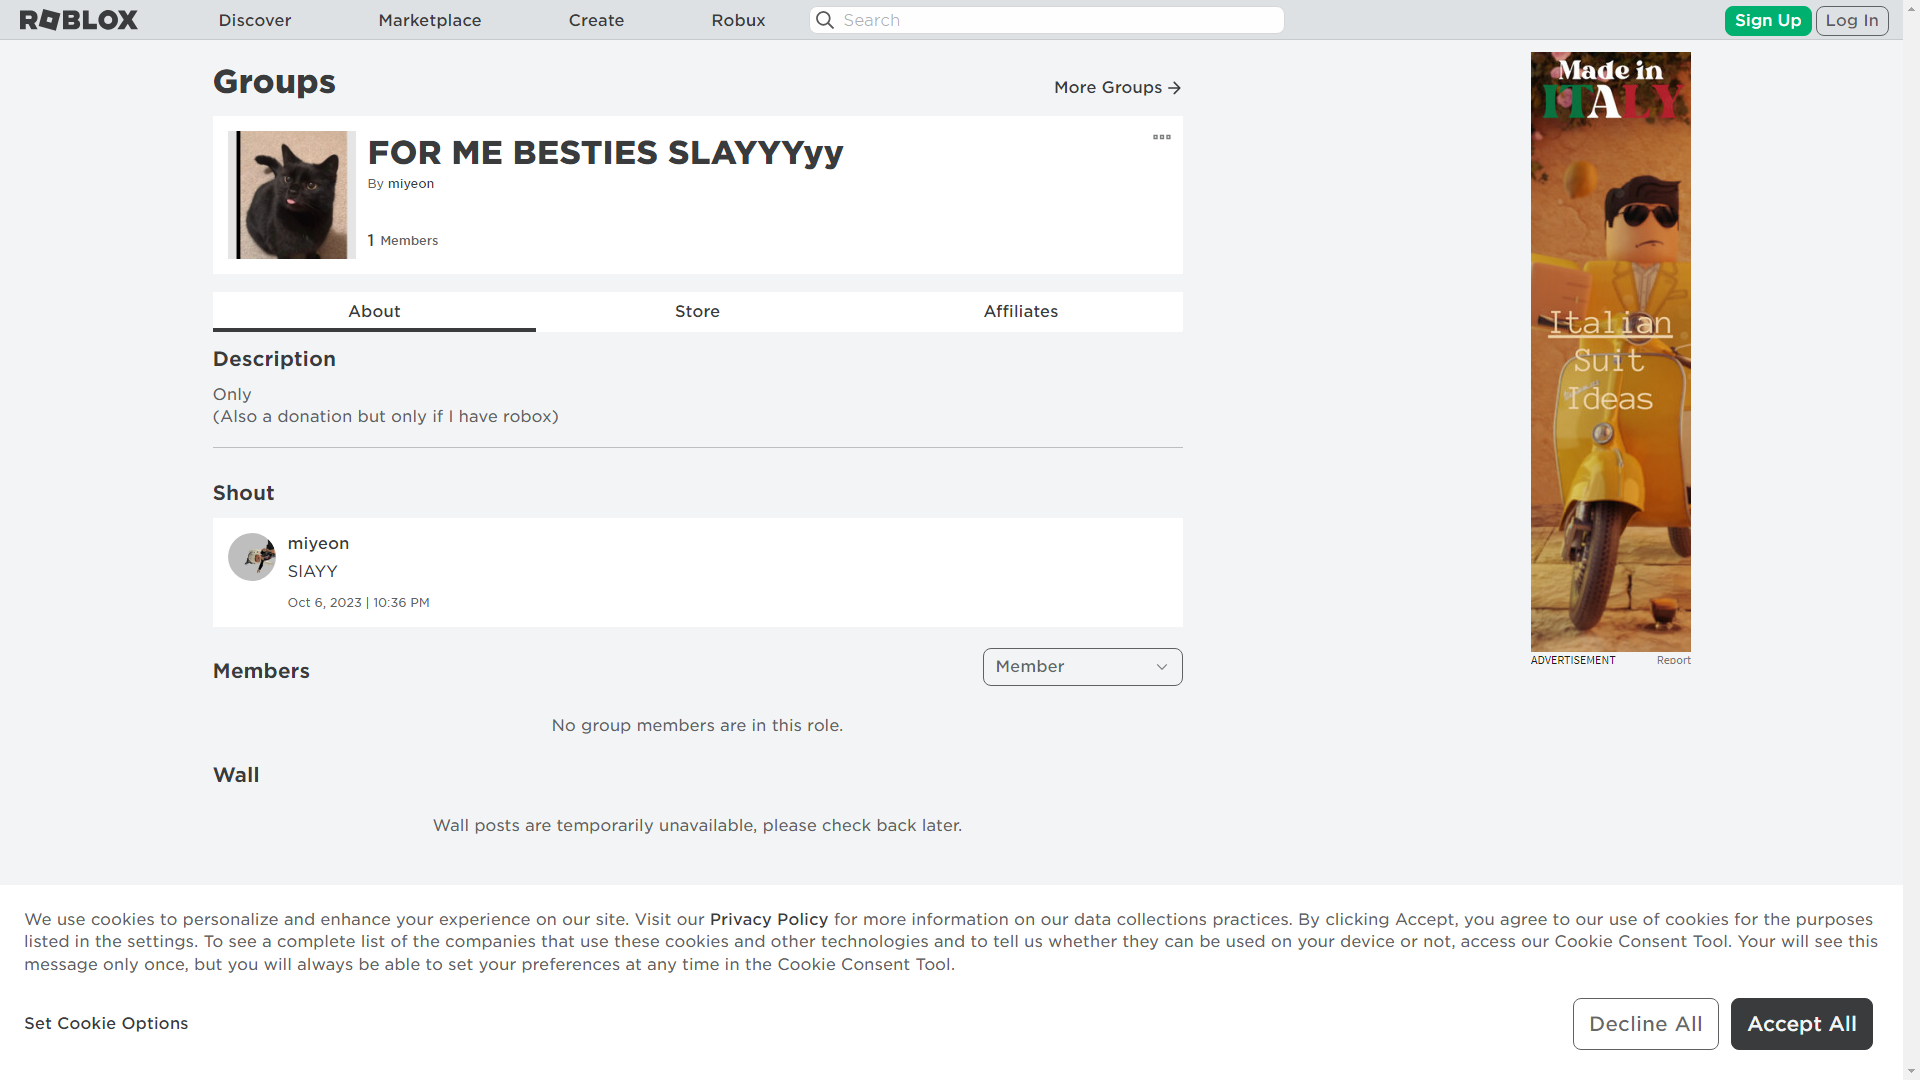 ROBLOX
Discover
Marketplace
Create
Robux
Search
Sign Up
Log In
Groups
More Groups
FOR ME BESTIES SLAYYYyy
By miyeon
1 Members
About
Store
Affiliates
Description
Only
(Also a donation but only if I have robox)
Shout
miyeon
SlAYY
Oct 6, 2023 | 10:36 PM
Members
Member
No group members are in this role.
Wall
Wall posts are temporarily unavailable, please check back later.
Made in
ITALY
Italian
Suit
Ideas
ADVERTISEMENT
Report
We use cookies to personalize and enhance your experience on our site. Visit our Privacy Policy for more information on our data collections practices. By clicking Accept, you agree to our use of cookies for the purposes
listed in the settings. To see a complete list of the companies that use these cookies and other technologies and to tell us whether they can be used on your device or not, access our Cookie Consent Tool. Your will see this
message only once, but you will always be able to set your preferences at any time in the Cookie Consent Tool.
Set Cookie Options
Decline All
Accept All